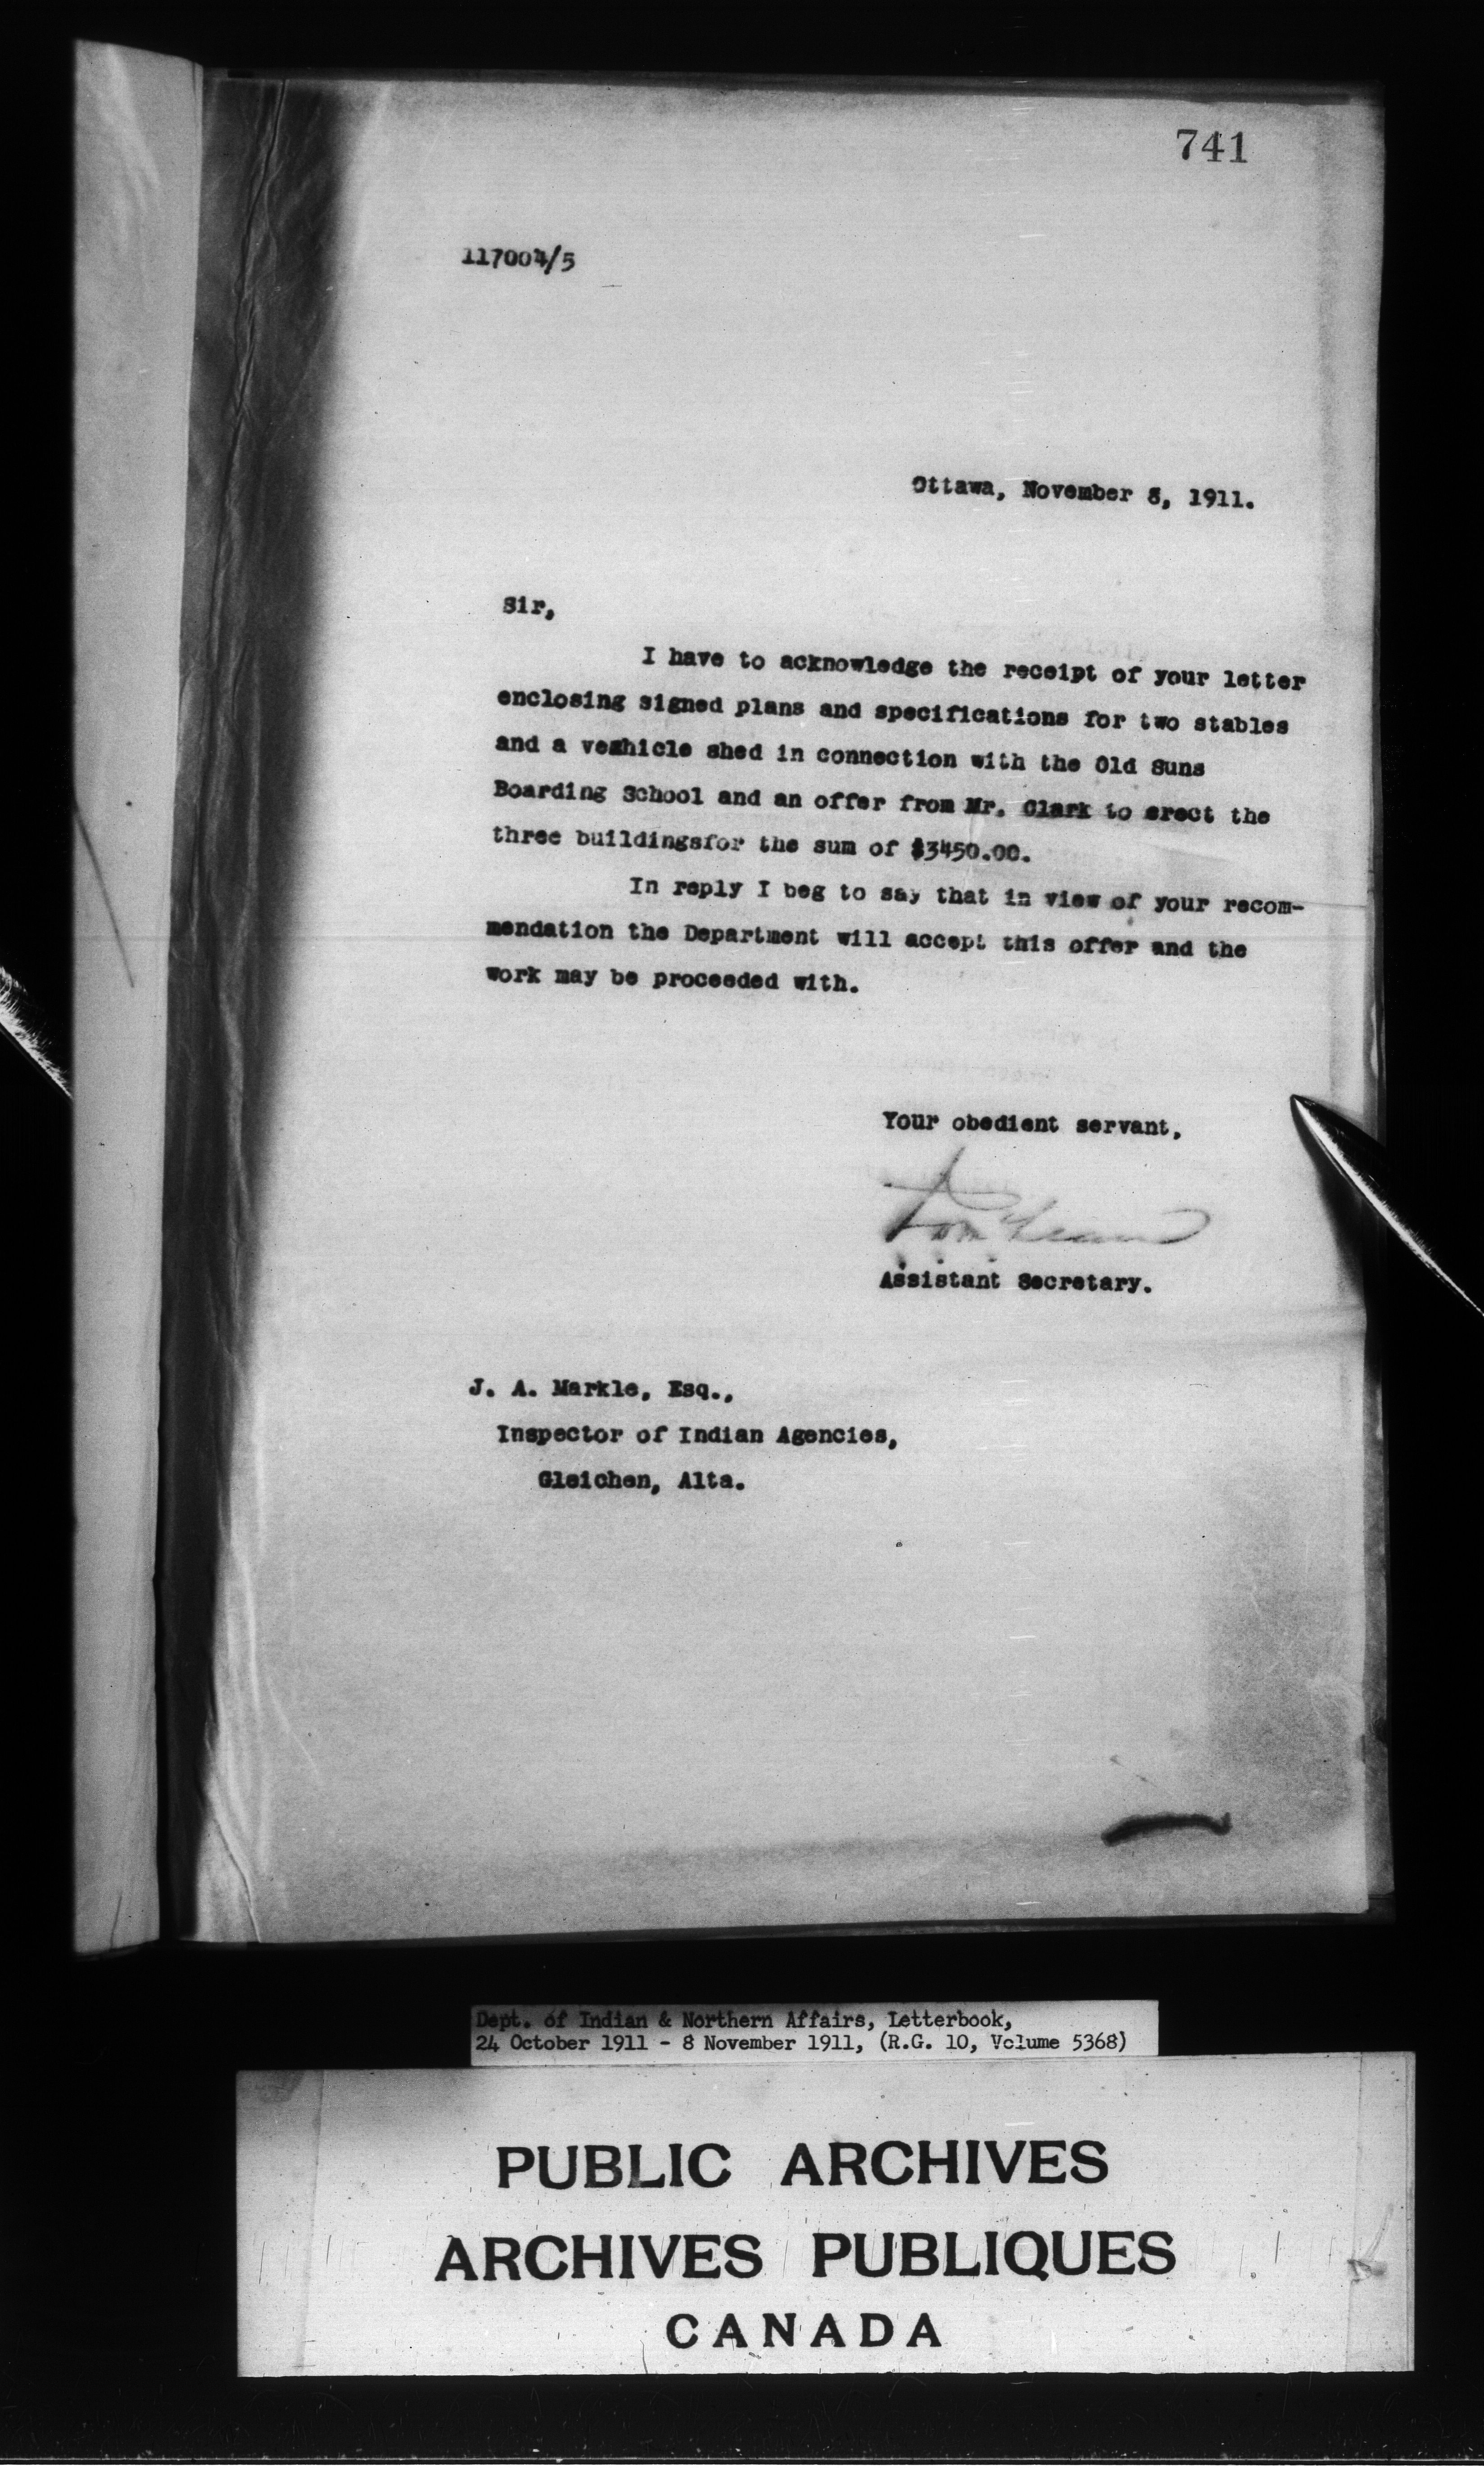 741
117004/5
Ottawa, November 8, 1911.
Sir,
I have to acknowledge the receipt of your letter
enclosing signed plans and specifications for two stables
and a vehhicle shed in connection with the Old Suns
Boarding School and an offer from Mr. Clark to erect the
three buildingsfor the sum of $3450.00.
In reply I beg to say that in view of your recom-
mendation the Department will accept this offer and the
work may be proceeded with.
Your obedient servant,
Assistant Secretary.
J. A. Markle, Esq.,
Inspector of Indian Agencies,
Gleichen, Alta.
Dept. of Indian & Northern Affairs, Letterbook,
24 October 1911 - 8 November 1911, (R.G. 10, Volume 5368)
PUBLIC ARCHIVES
ARCHIVES PUBLIQUES
CANADA